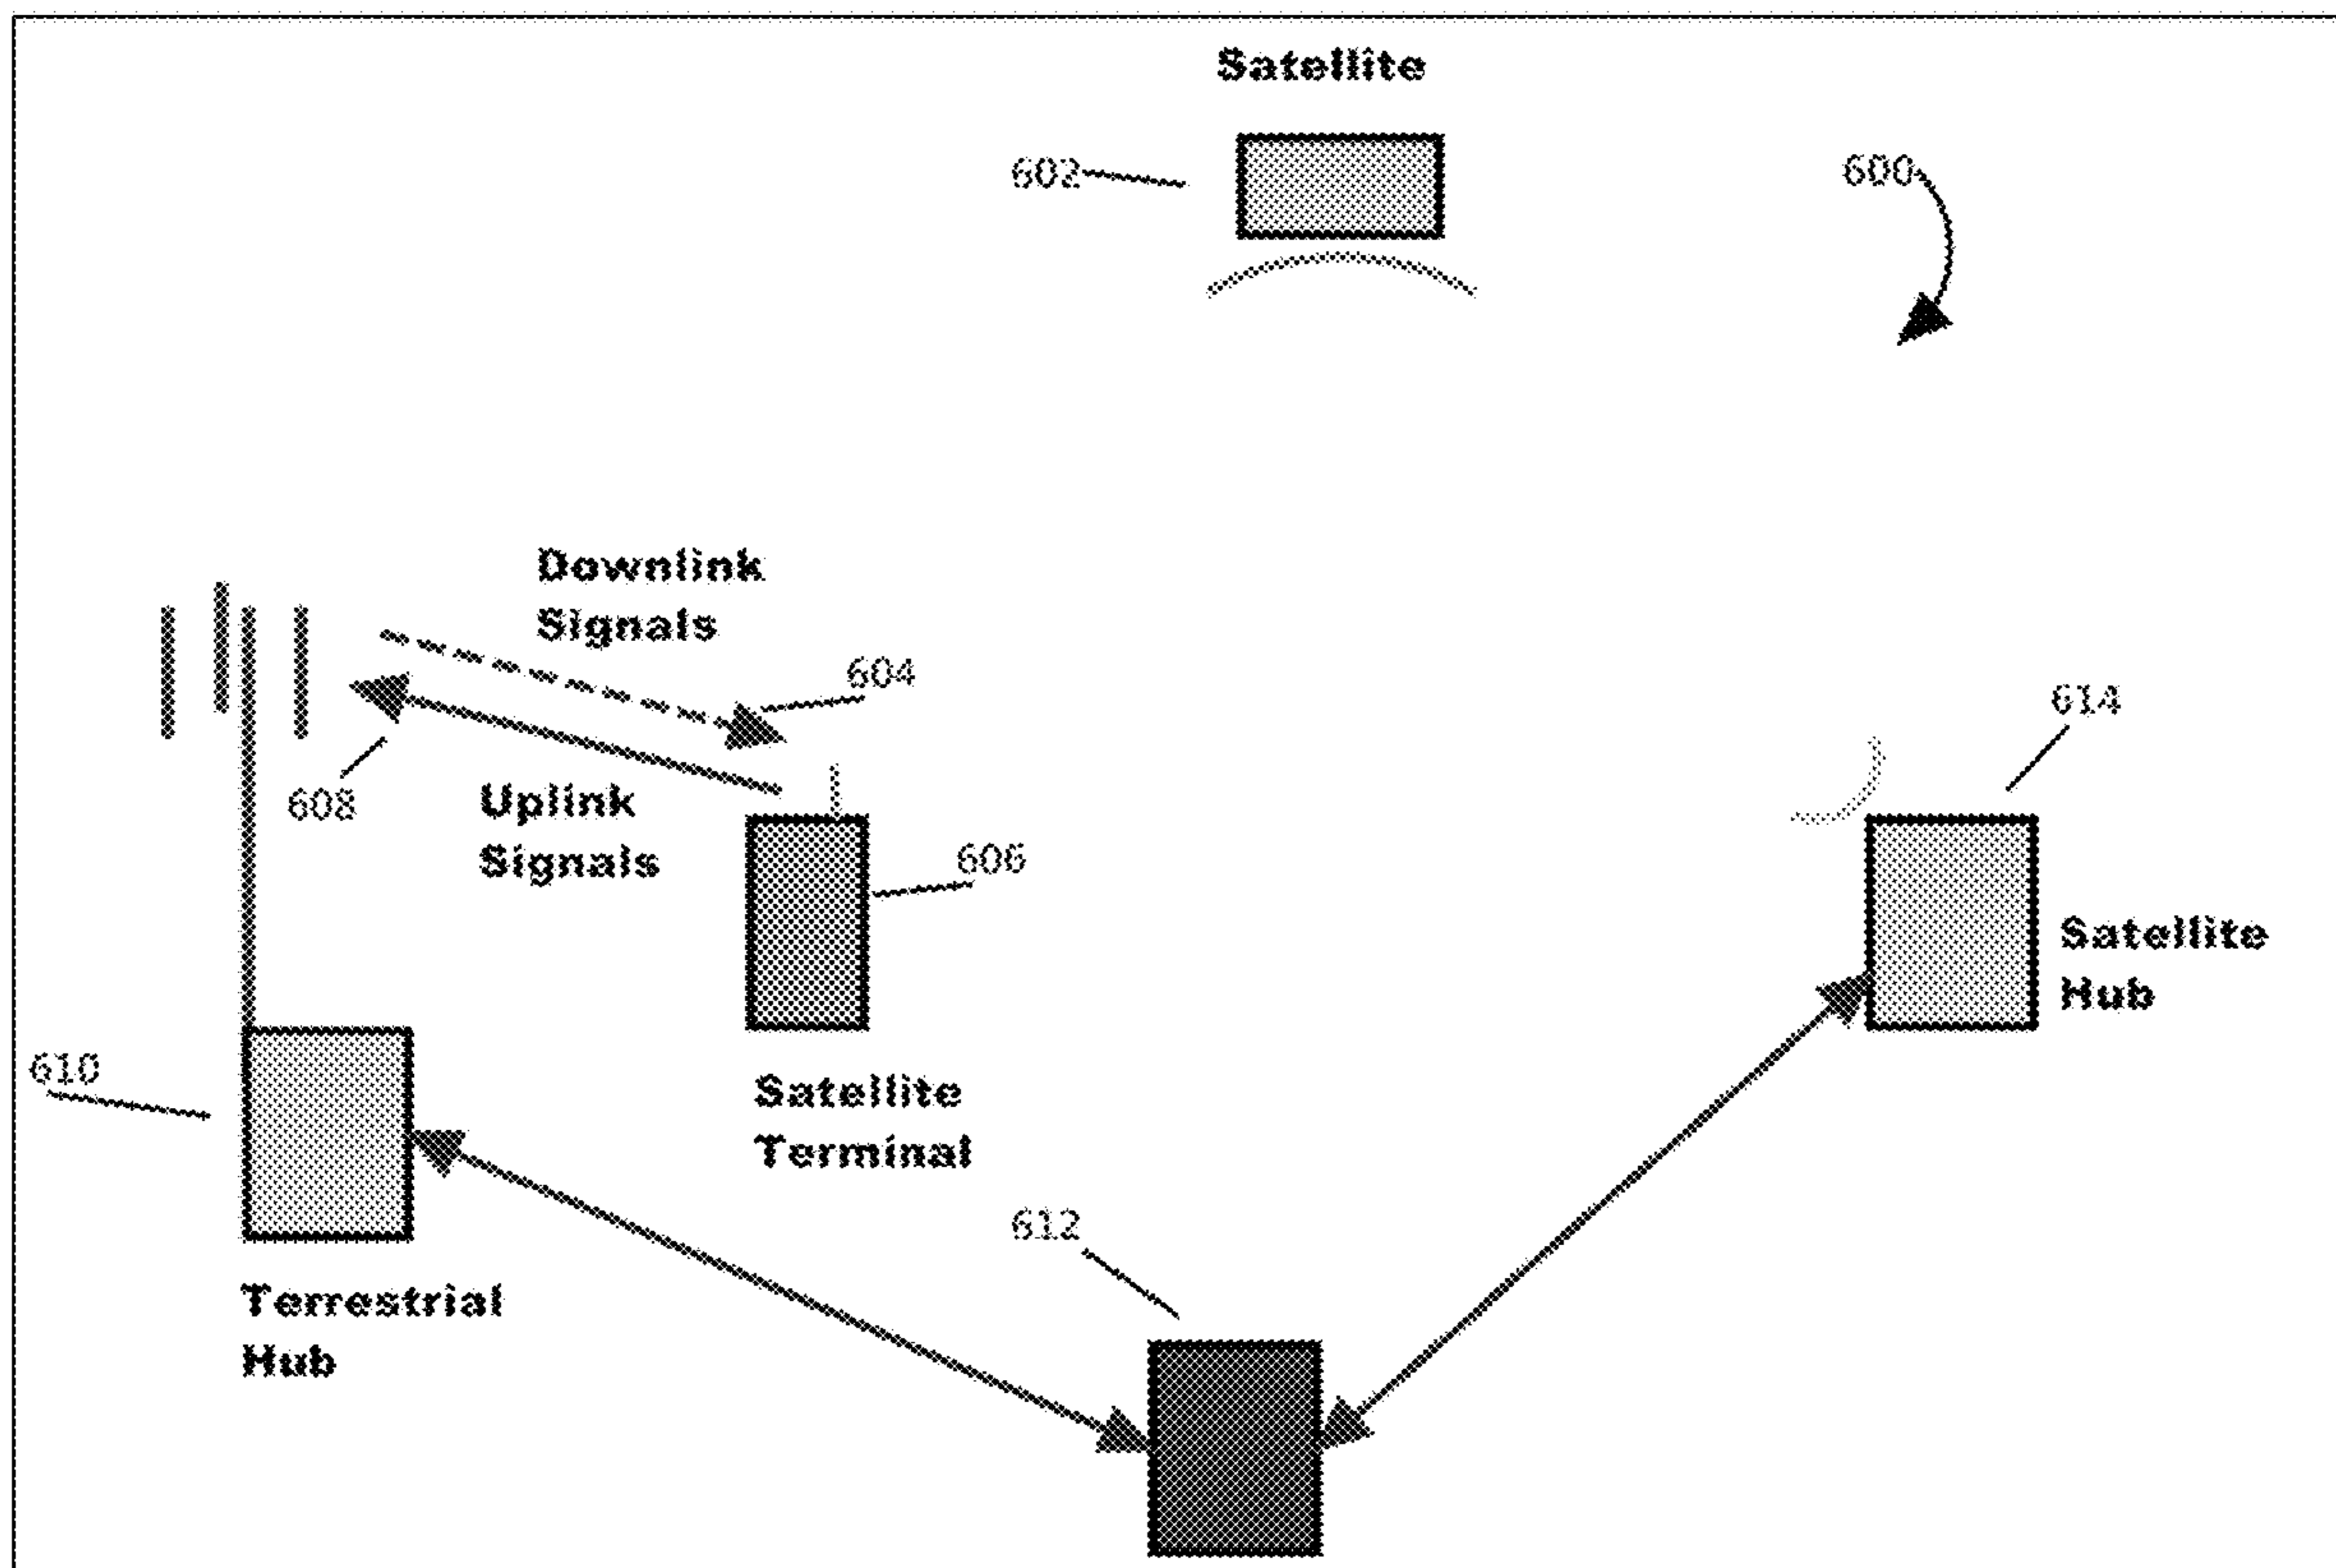 Satellite
602
600
Downlink
Signals
604
614
608
Uplink
Signals
606
Satellite
Hub
610
Satellite
Terminal
612
Terrestrial
Hub